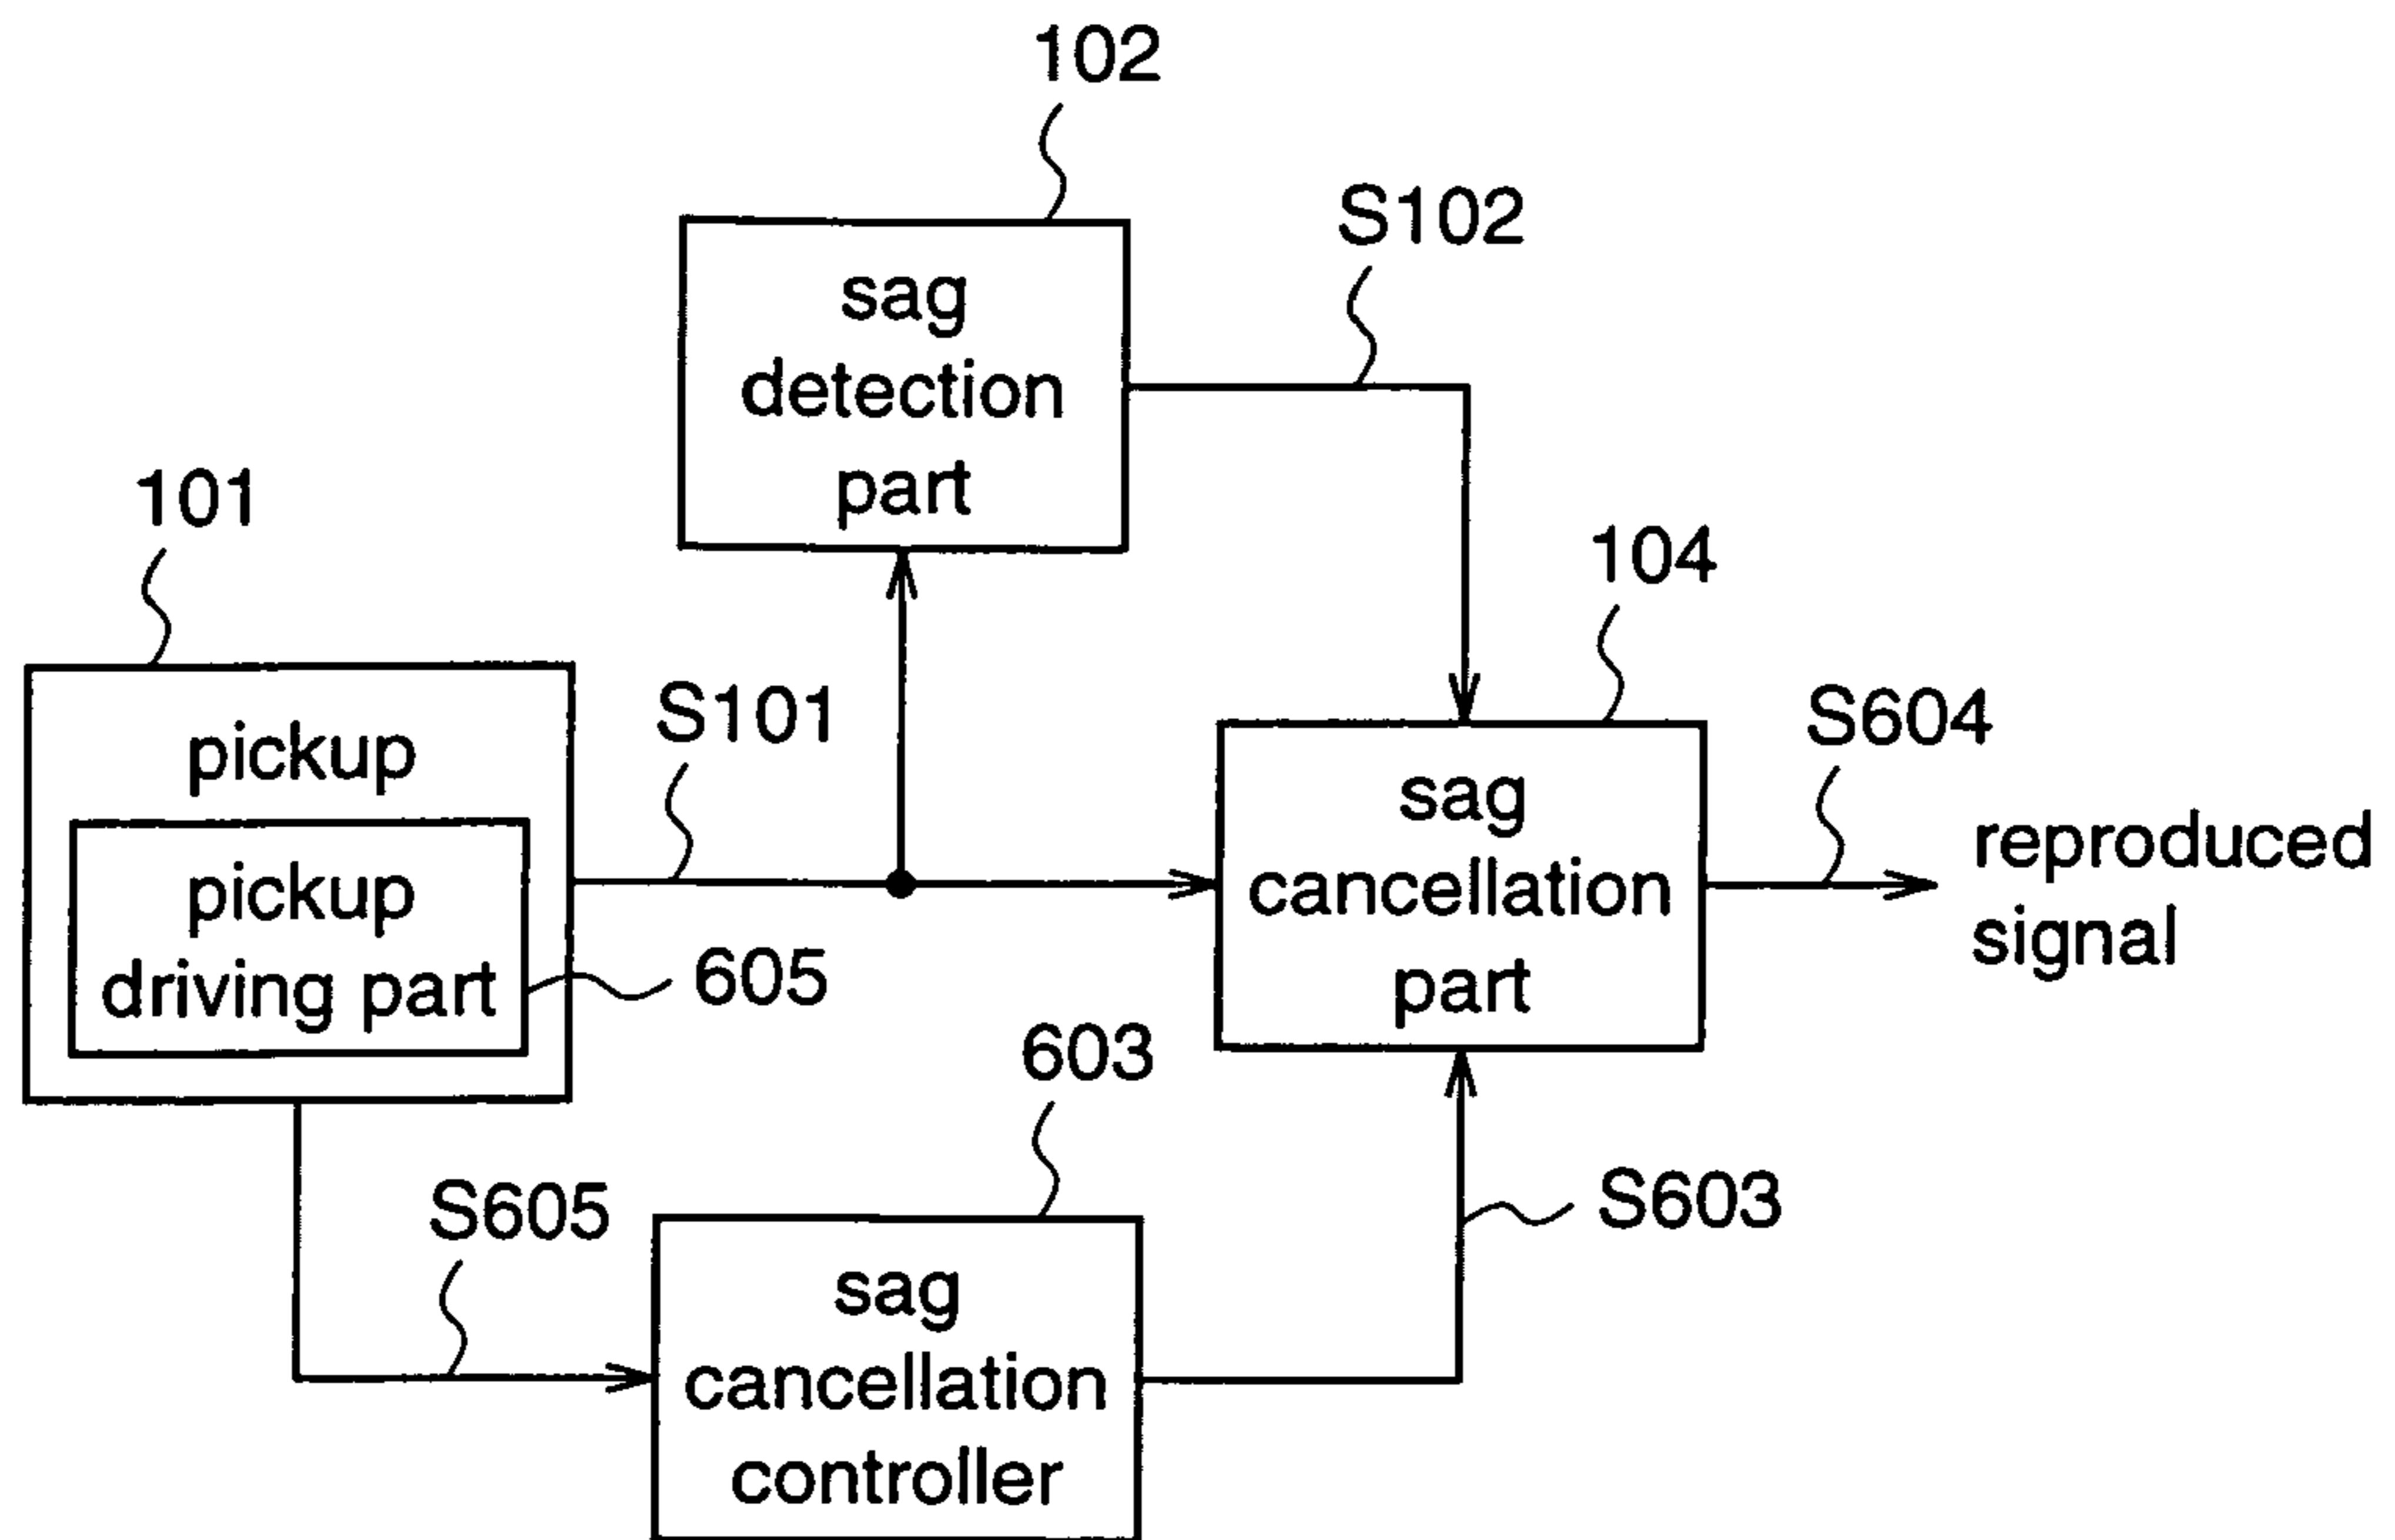 102
S102
sag
detection
part
101
104
S101
S604
pickup
sag
cancellation
part
reproduced
signal
pickup
driving part
605
603
S605
S603
sag
cancellation
controller